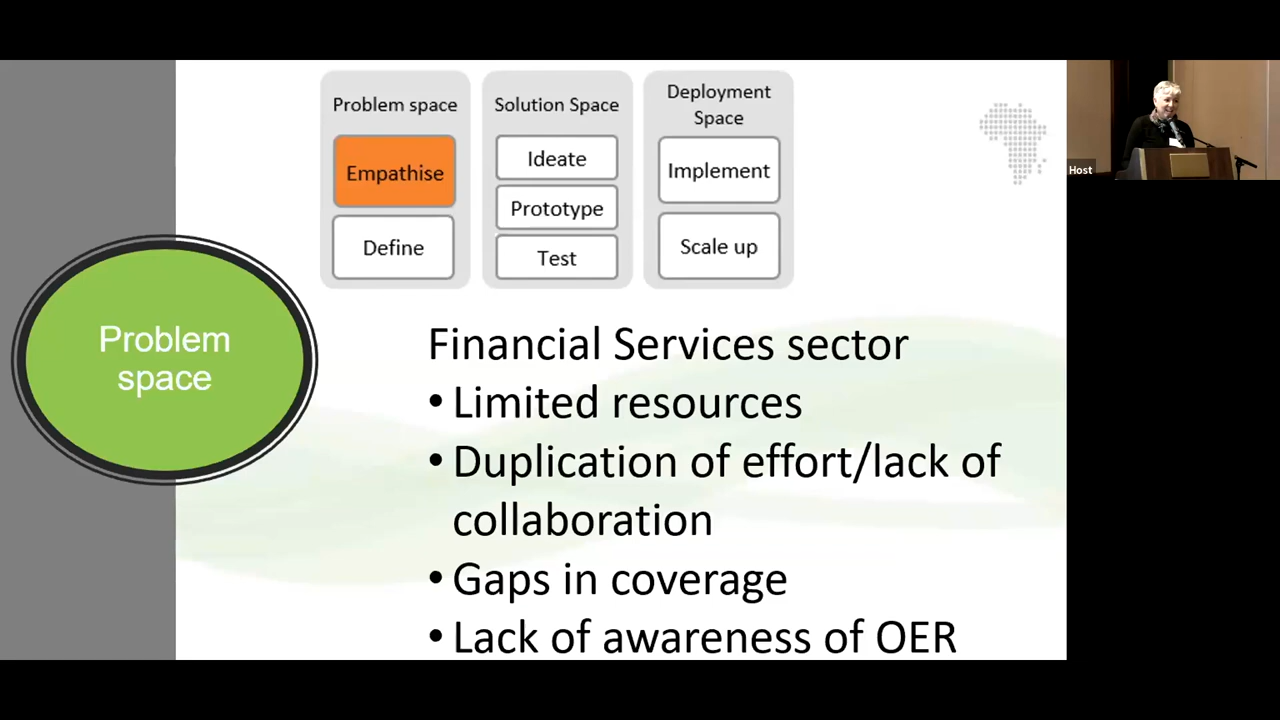 Problem space
Empathise
Define
Solution Space
Ideate
Prototype
Test
Deployment
Space
Implement
Scale up
Host
Problem
space
Financial Services sector
• Limited resources
• Duplication of effort/lack of
collaboration
• Gaps in coverage
• Lack of awareness of OER